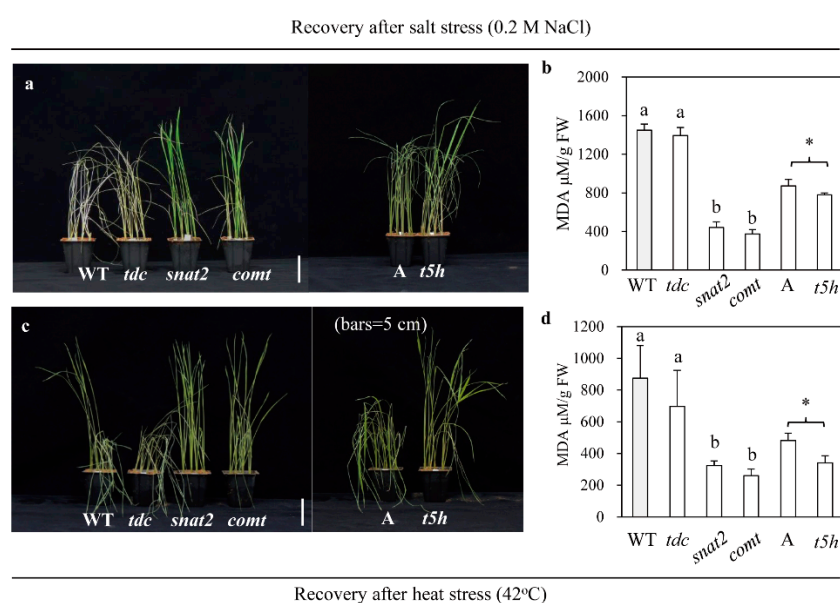 Recovery after salt stress (0.2 M NaCl)
a
WT tdc snat2 comt
A t5h
b
MDA μM/g FW
2000
1600
1200
800
400
0
a a b b *
WT tdc snat2 comt A t5h
c
(bars=5 cm)
WT tdc snat2 comt
A t5h
d
MDA μM/g FW
1200
1000
800
600
400
200
0
a a b b *
WT tdc snat2 comt A t5h
Recovery after heat stress (42ºC)